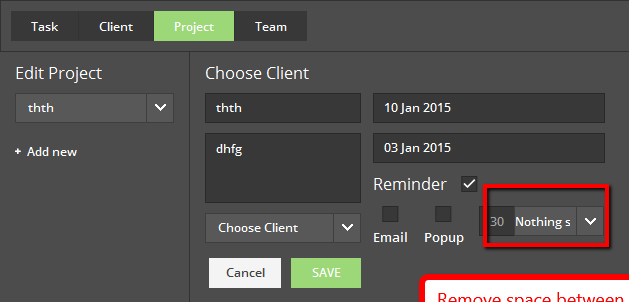 Task Client Project Team
Edit Project
thth
+ Add new
Choose Client
thth
10 Jan 2015
dhfg
03 Jan 2015
Reminder
Email
Popup
30
Nothing s
Choose Client
Cancel
SAVE
Remove space between